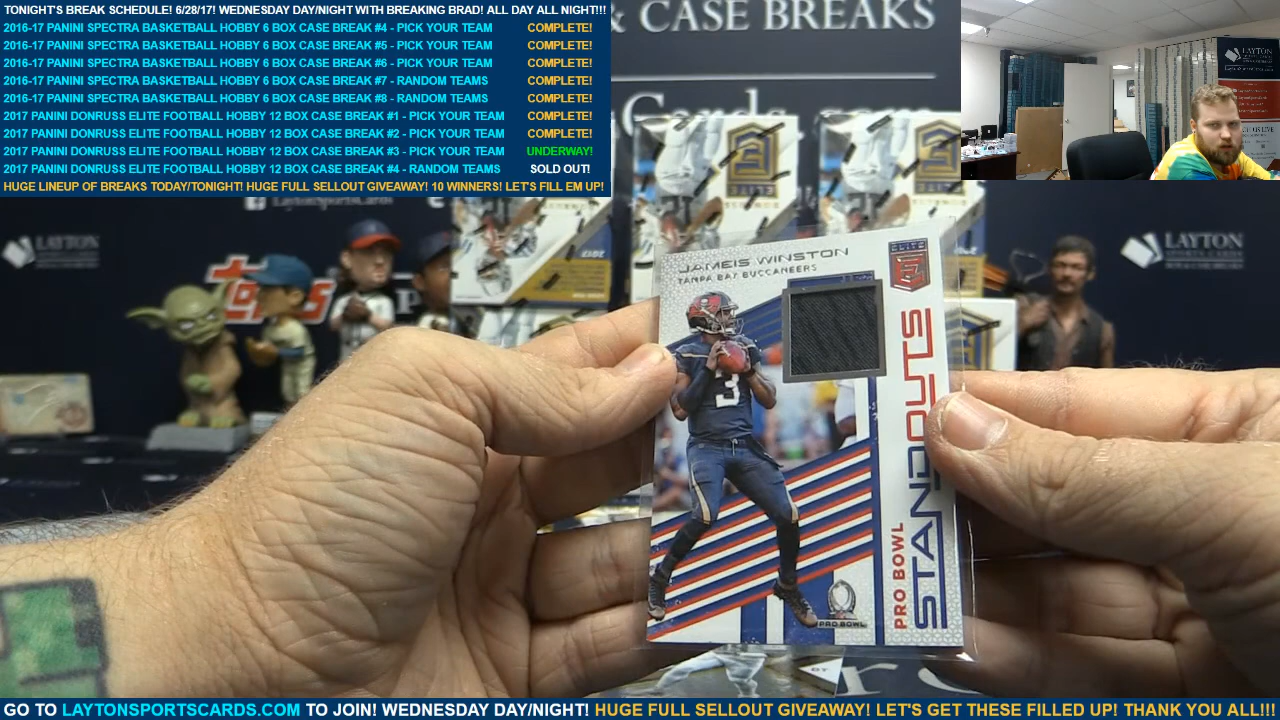 TONIGHT'S BREAK SCHEDULE! 6/28/17! WEDNESDAY DAY/NIGHT WITH BREAKING BRAD! ALL DAY ALL NIGHT!!!
2016-17 PANINI SPECTRA BASKETBALL HOBBY 6 BOX CASE BREAK #4 - PICK YOUR TEAM COMPLETE!
2016-17 PANINI SPECTRA BASKETBALL HOBBY 6 BOX CASE BREAK #5 - PICK YOUR TEAM COMPLETE!
2016-17 PANINI SPECTRA BASKETBALL HOBBY 6 BOX CASE BREAK #6 - PICK YOUR TEAM COMPLETE!
2016-17 PANINI SPECTRA BASKETBALL HOBBY 6 BOX CASE BREAK #7 - RANDOM TEAMS COMPLETE!
2016-17 PANINI SPECTRA BASKETBALL HOBBY 6 BOX CASE BREAK #8 - RANDOM TEAMS COMPLETE!
2017 PANINI DONRUSS ELITE FOOTBALL HOBBY 12 BOX CASE BREAK #1 - PICK YOUR TEAM COMPLETE!
2017 PANINI DONRUSS ELITE FOOTBALL HOBBY 12 BOX CASE BREAK #2 - PICK YOUR TEAM COMPLETE!
2017 PANINI DONRUSS ELITE FOOTBALL HOBBY 12 BOX CASE BREAK #3 - PICK YOUR TEAM UNDERWAY!
2017 PANINI DONRUSS ELITE FOOTBALL HOBBY 12 BOX CASE BREAK #4 - RANDOM TEAMS SOLD OUT!
HUGE LINEUP OF BREAKS TODAY/TONIGHT! HUGE FULL SELLOUT GIVEAWAY! 10 WINNERS! LET'S FILL EM UP!
& CASE BREAKS
Cards
LAYTON
LaytonSportsCards
LAYTON
Topps
LAYTON
JAMEIS WINSTON
TAMPA BAY BUCCANEERS
ELITE
3
PRO BOWL
STANDOUTS
PRO BOWL
GO TO LAYTONSPORTSCARDS.COM TO JOIN! WEDNESDAY DAY/NIGHT! HUGE FULL SELLOUT GIVEAWAY! LET'S GET THESE FILLED UP! THANK YOU ALL!!!